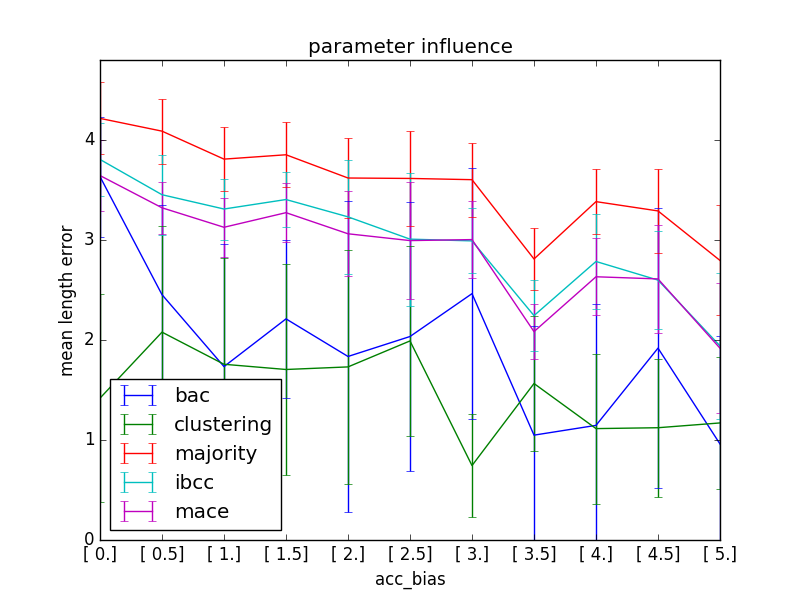 parameter influence
mean length error
4
3
2
1
0
bac
clustering
majority
ibcc
mace
[ 0.] [ 0.5] [ 1.] [ 1.5] [ 2.] [ 2.5] [ 3.] [ 3.5] [ 4.] [ 4.5] [ 5.]
acc_bias